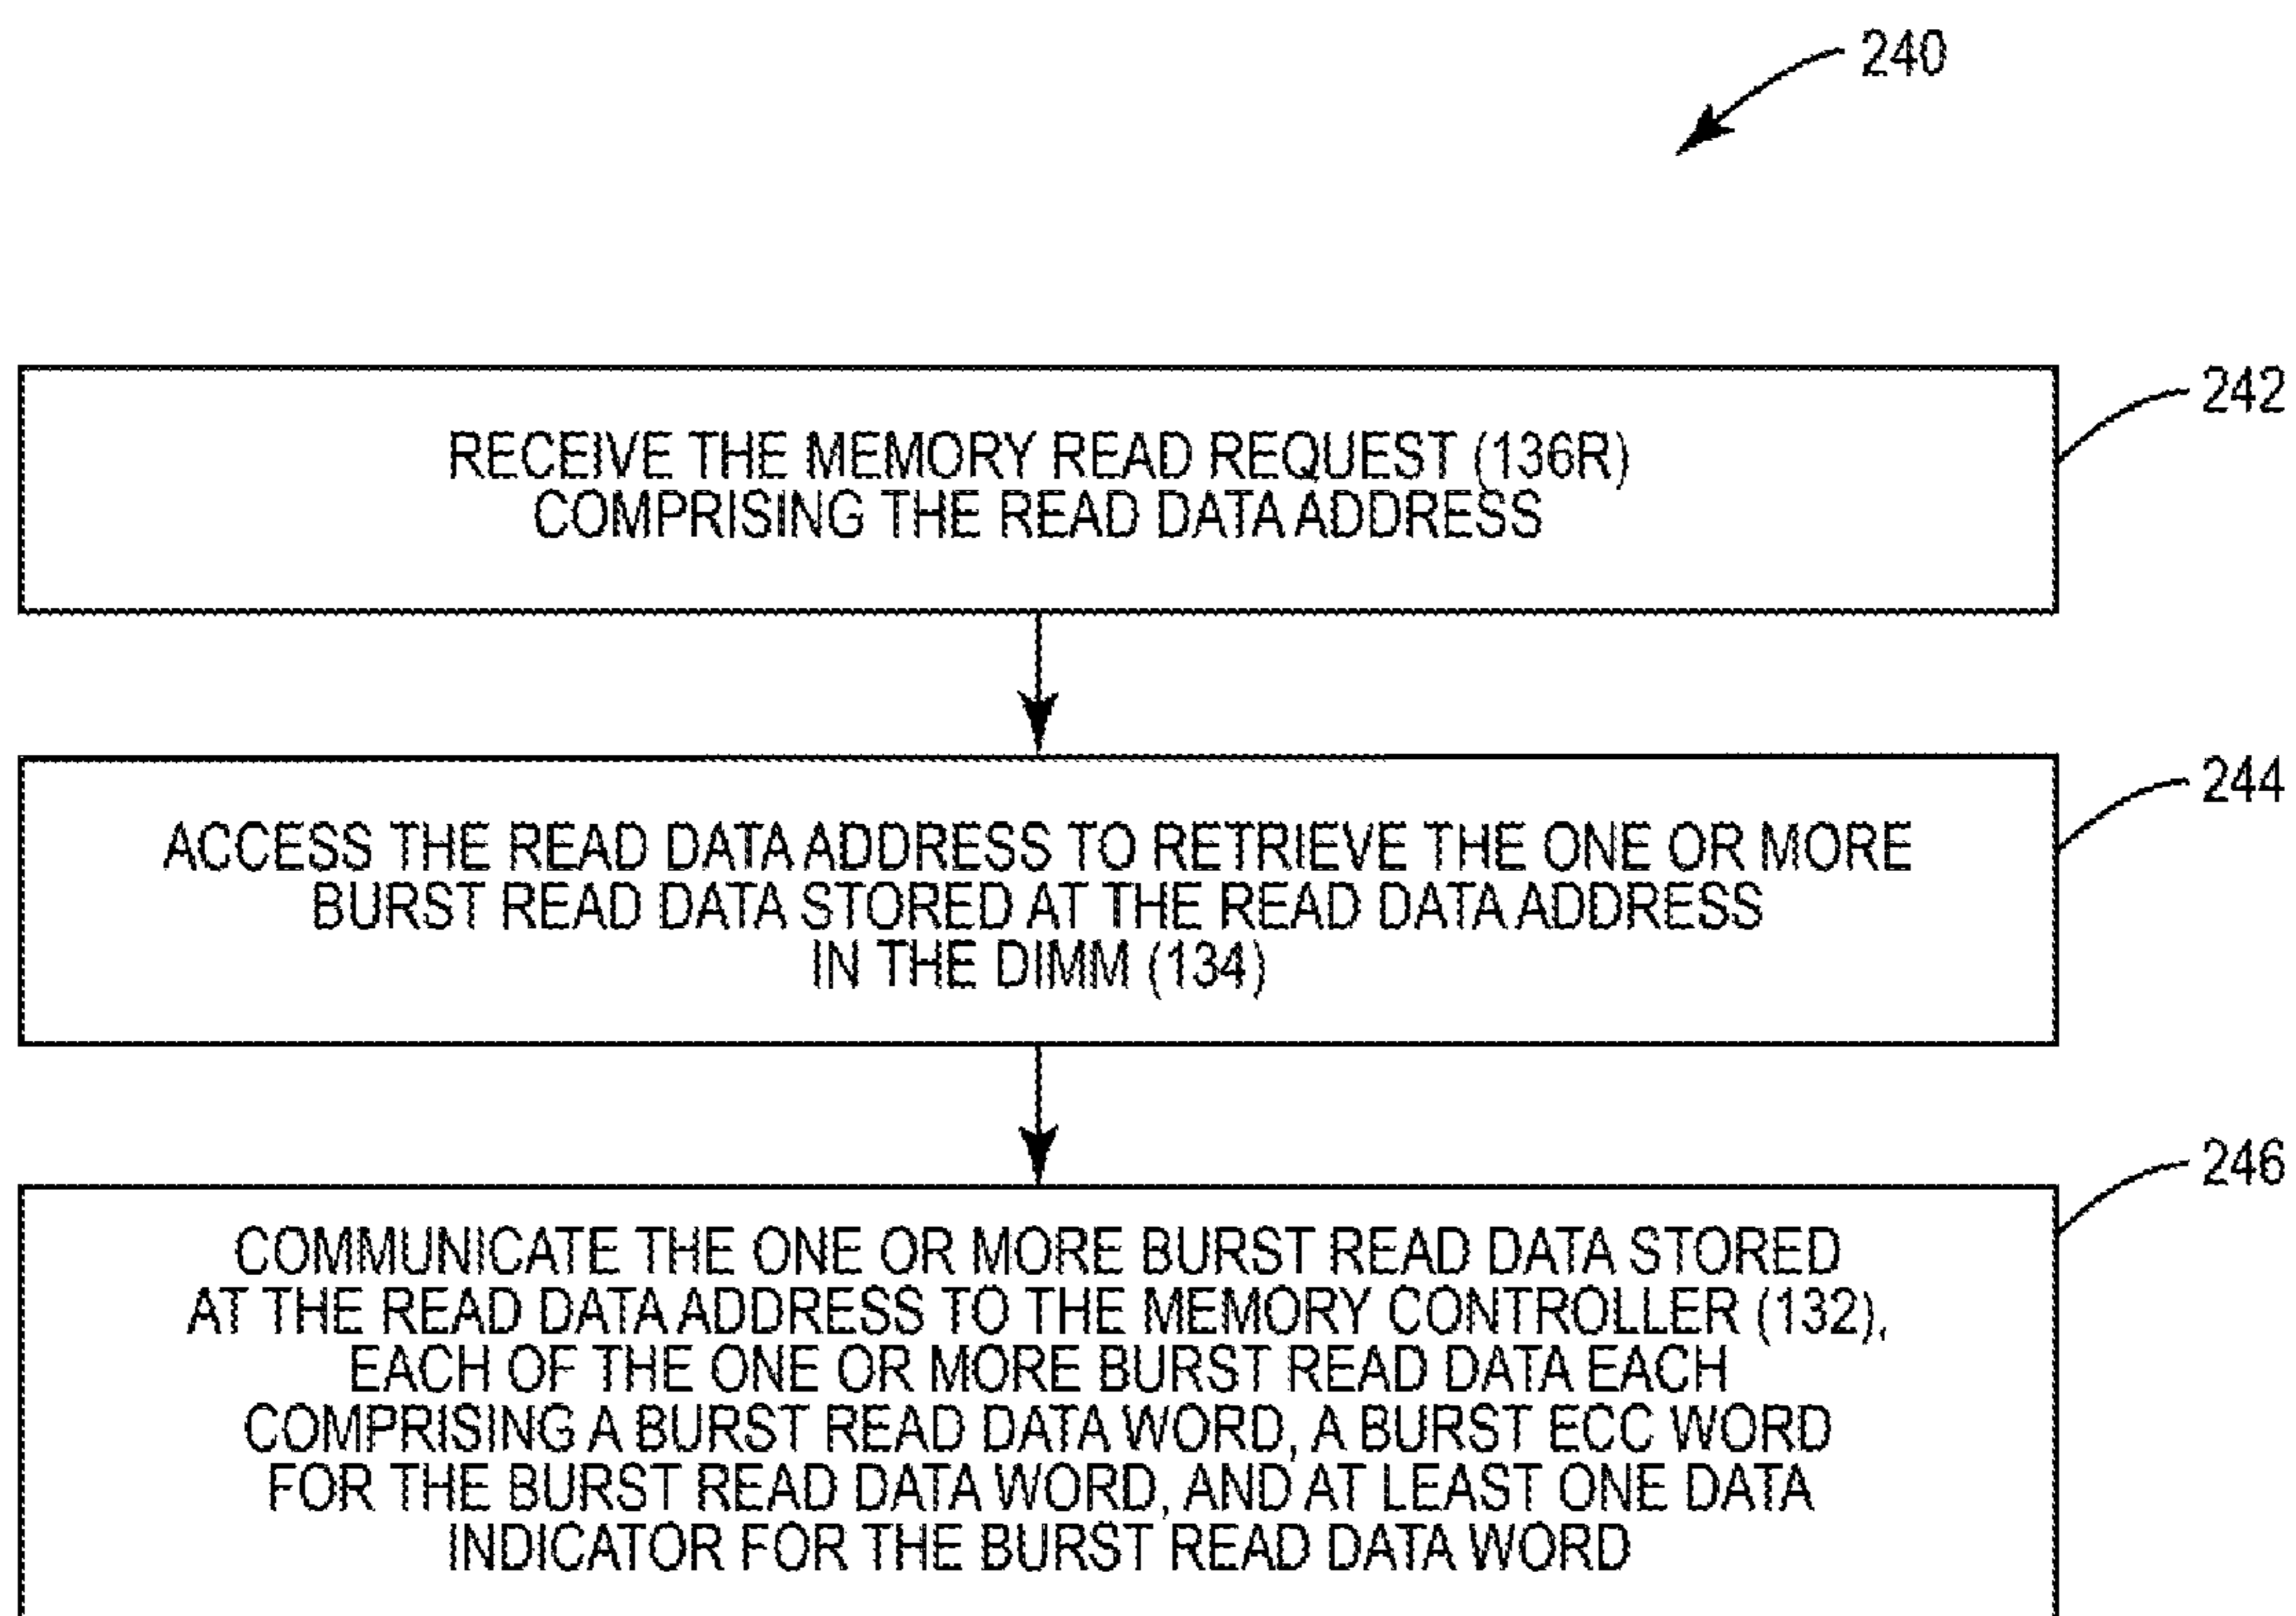 240
242
RECEIVE THE MEMORY READ REQUEST (136R)
COMPRISING THE READ DATA ADDRESS
244
ACCESS THE READ DATA ADDRESS TO RETRIEVE THE ONE OR MORE
BURST READ DATA STORED AT THE READ DATA ADDRESS
IN THE DIMM (134)
246
COMMUNICATE THE ONE OR MORE BURST READ DATA STORED
AT THE READ DATA ADDRESS TO THE MEMORY CONTROLLER (132),
EACH OF THE ONE OR MORE BURST READ DATA EACH
COMPRISING A BURST READ DATA WORD, A BURST ECC WORD
FOR THE BURST READ DATA WORD, AND AT LEAST ONE DATA
INDICATOR FOR THE BURST READ DATA WORD